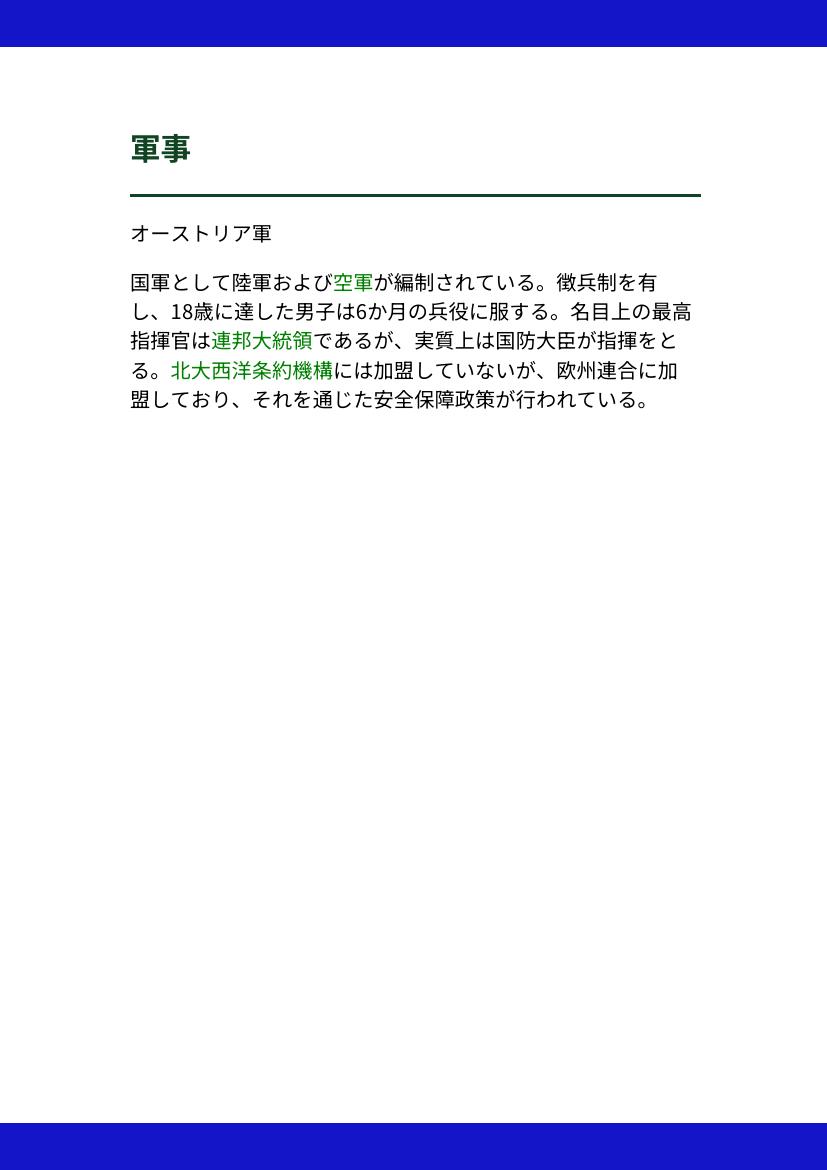 軍事
オーストリア軍
国軍として陸軍および空軍が編制されている。徴兵制を有
し、18歳に達した男子は6か月の兵役に服する。名目上の最高
指揮官は連邦大統領であるが、実質上は国防大臣が指揮をと
る。北大西洋条約機構には加盟していないが、欧州連合に加
盟しており、それを通じた安全保障政策が行われている。